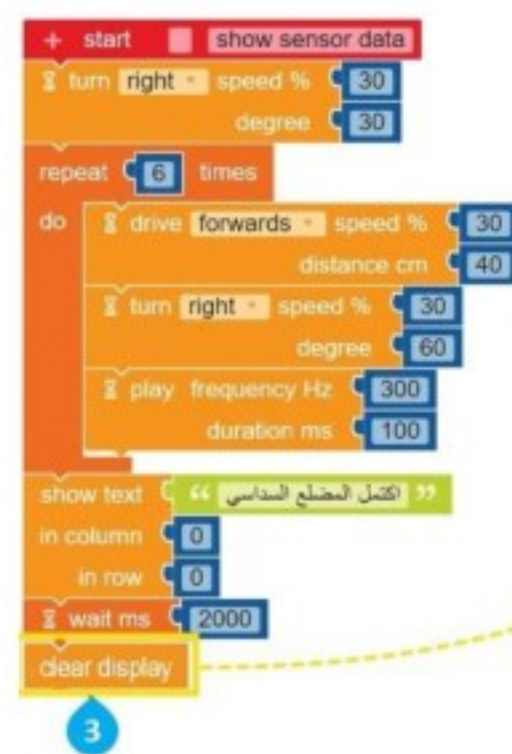 + start show sensor data
turn right speed % 30
degree 30
repeat 6 times
do drive forwards speed % 30
distance cm 40
turn right speed % 30
degree 60
play frequency Hz 300
duration ms 100
show text “ اكتمل المضلع السداسي ”
in column 0
in row 0
wait ms 2000
clear display
3